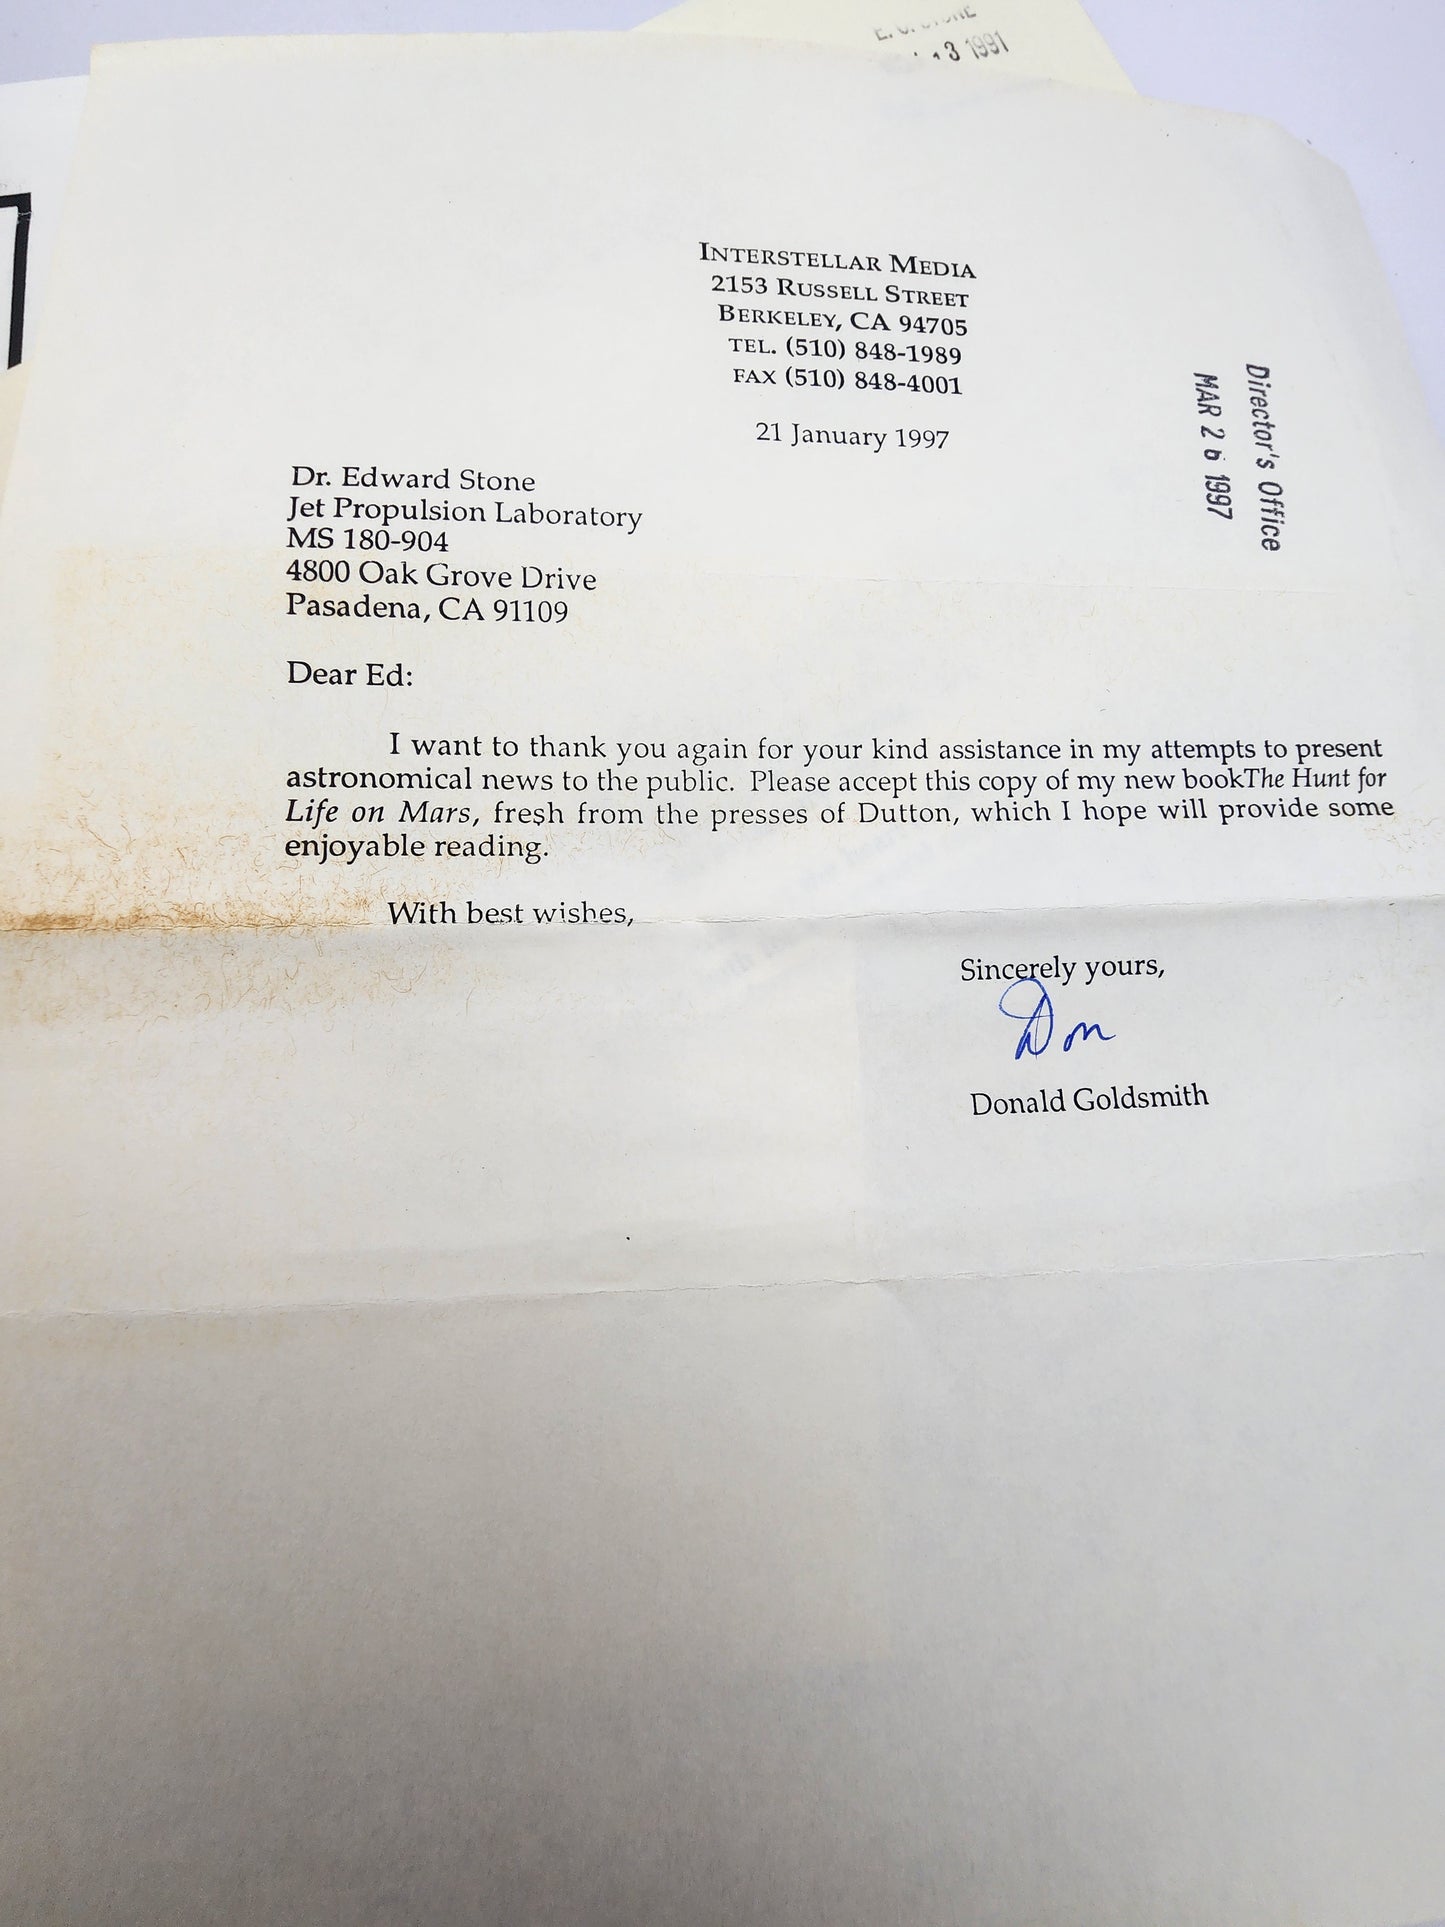 3 1991
INTERSTELLAR MEDIA
2153 RUSSELL STREET
BERKELEY, CA 94705
TEL. (510) 848-1989
FAX (510) 848-4001
21 January 1997
Director's Office
MAR 26 1997
Dr. Edward Stone
Jet Propulsion Laboratory
MS 180-904
4800 Oak Grove Drive
Pasadena, CA 91109
Dear Ed:
I want to thank you again for your kind assistance in my attempts to present
astronomical news to the public. Please accept this copy of my new bookThe Hunt for
Life on Mars, fresh from the presses of Dutton, which I hope will provide some
enjoyable reading.
With best wishes,
Sincerely yours,
Don
Donald Goldsmith